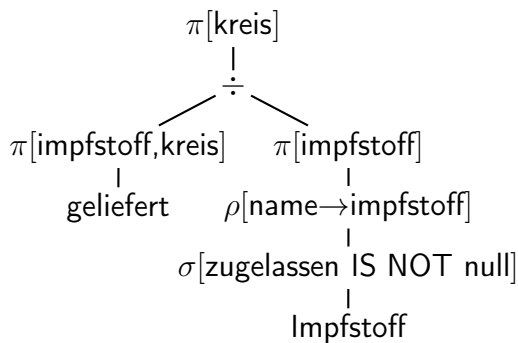 π[kreis]
÷
π[impfstoff,kreis] π[impfstoff]
geliefert ρ[name→impfstoff]
σ[zugelassen IS NOT null]
Impfstoff